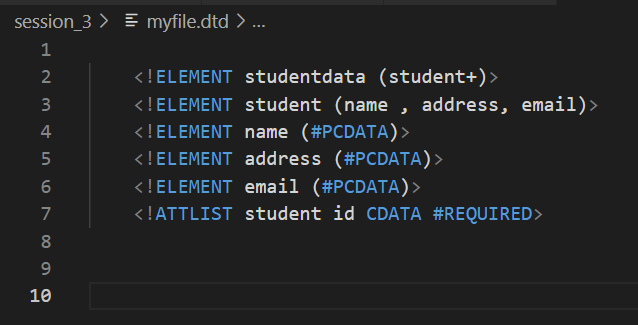 session_3 > myfile.dtd > ...
1
2 <!ELEMENT studentdata (student+)>
3 <!ELEMENT student (name , address, email)>
4 <!ELEMENT name (#PCDATA)>
5 <!ELEMENT address (#PCDATA)>
6 <!ELEMENT email (#PCDATA)>
7 <!ATTLIST student id CDATA #REQUIRED>
8
9
10